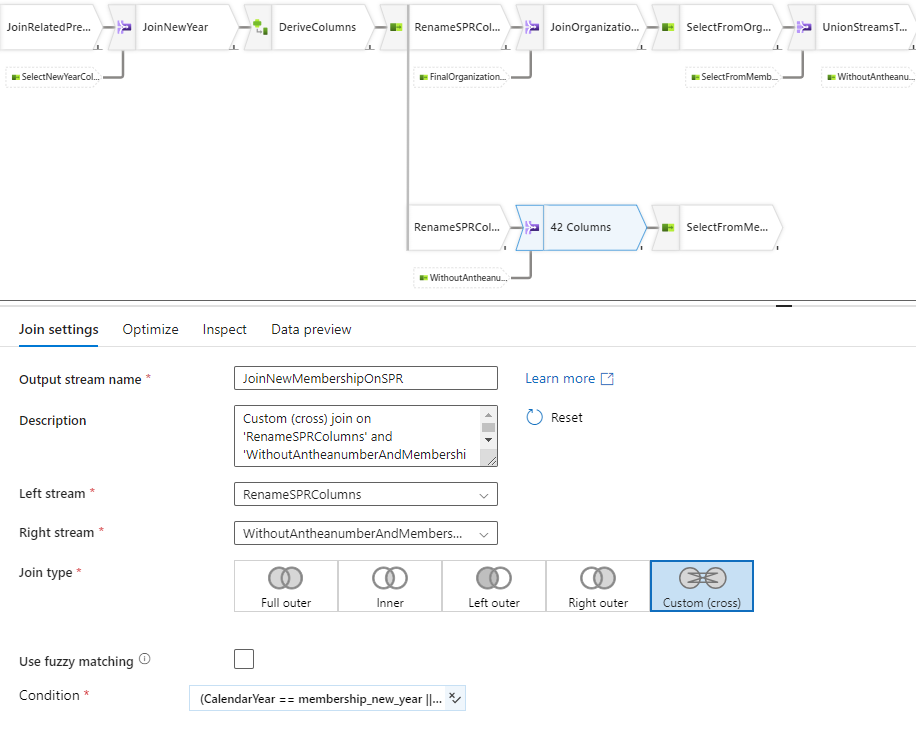 JoinRelatedPre...
JoinNewYear
DeriveColumns
RenameSPRCol...
JoinOrganizatio...
SelectFromOrg...
UnionStreamsT...
SelectNewYearCol...
FinalOrganization...
SelectFromMemb...
WithoutAntheanu...
RenameSPRCol...
42 Columns
SelectFromMe...
WithoutAntheanu...
Join settings
Optimize
Inspect
Data preview
Output stream name *
JoinNewMembershipOnSPR
Learn more
Description
Custom (cross) join on
'RenameSPRColumns' and
'WithoutAntheanumberAndMembershi
Reset
Left stream *
RenameSPRColumns
Right stream *
WithoutAntheanumberAndMembers...
Join type *
Full outer
Inner
Left outer
Right outer
Custom (cross)
Use fuzzy matching
Condition *
(CalendarYear == membership_new_year ||...